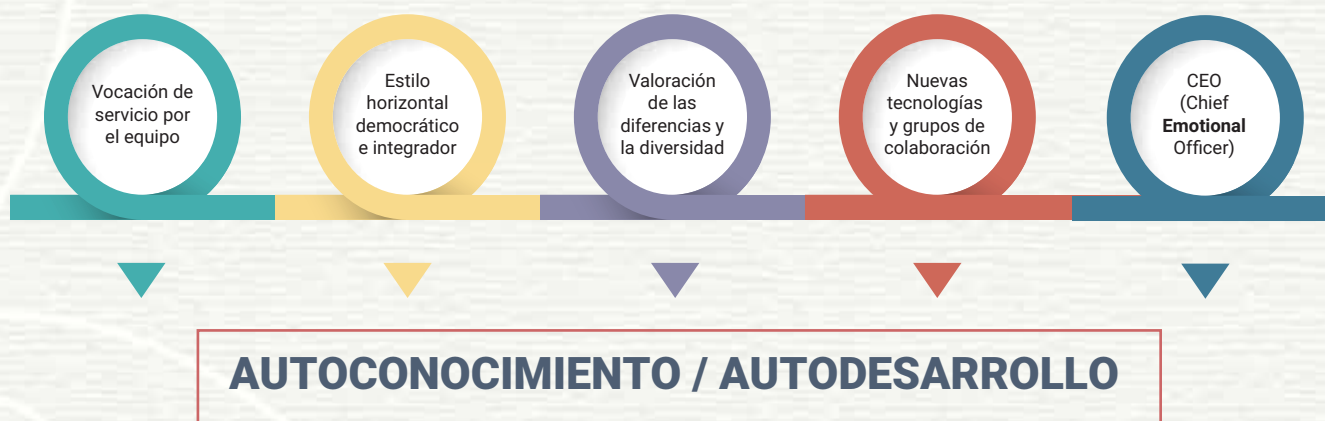 Vocación de
servicio por
el equipo
Estilo
horizontal
democrático
e integrador
Valoración
de las
diferencias y
la diversidad
Nuevas
tecnologías
y grupos de
colaboración
CEO
(Chief
Emotional
Officer)
AUTOCONOCIMIENTO / AUTODESARROLLO